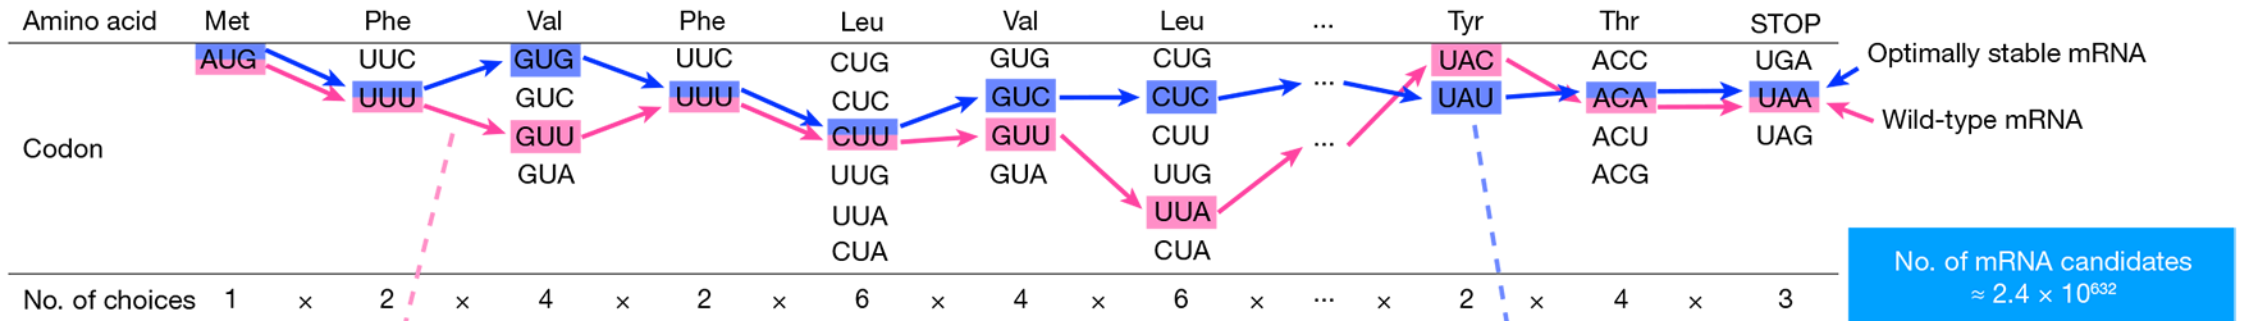 Amino acid Met Phe Val Phe Leu Val Leu ... Tyr Thr STOP
AUG UUC GUG UUC CUG GUG CUG UAC ACC UGA Optimally stable mRNA
UUU GUC UUU CUC GUC CUC ... UAU ACA UAA Wild-type mRNA
Codon GUU CUU GUU CUU ... ACU UAG
GUA UUG GUA UUG ACG
UUA UUA
CUA CUA
No. of mRNA candidates
≈ 2.4 × 10⁶³²
No. of choices 1 × 2 × 4 × 2 × 6 × 4 × 6 × ... × 2 × 4 × 3